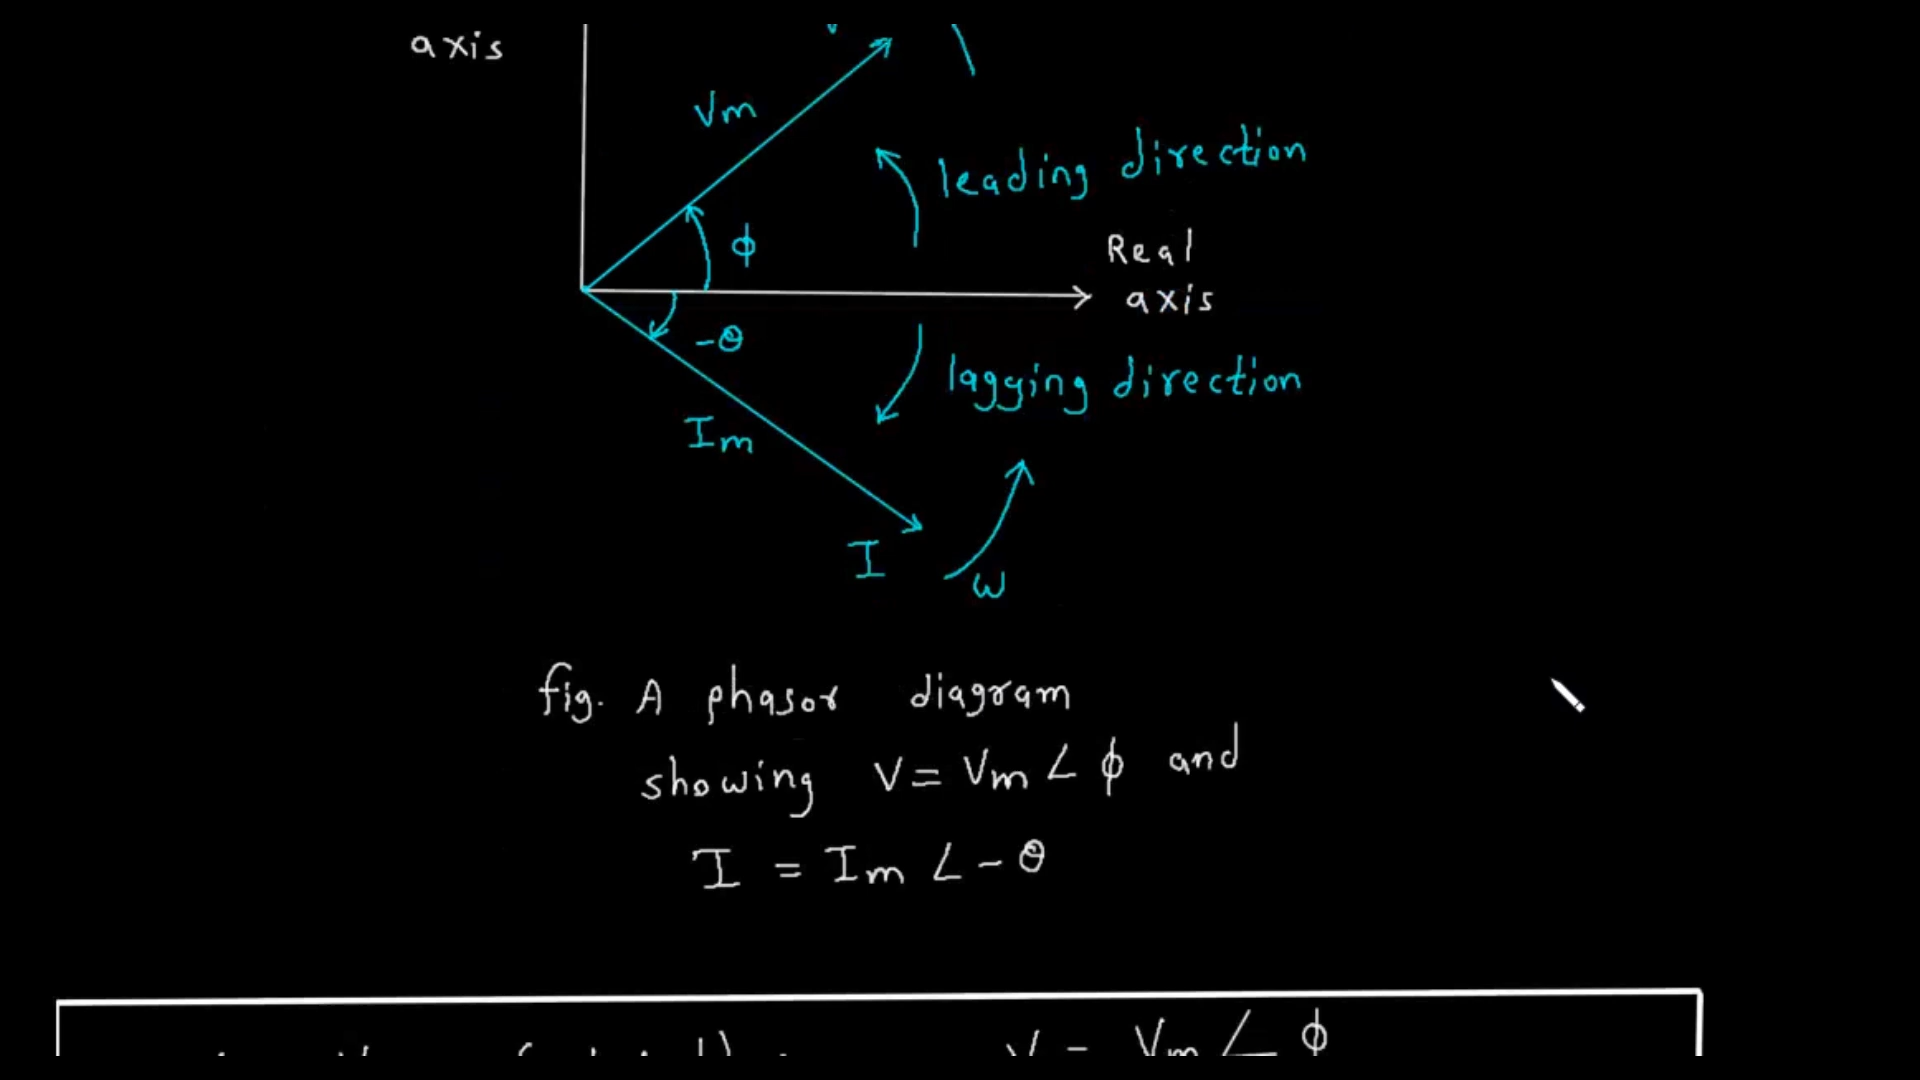 axis
Vm
leading direction
ϕ
Real
axis
-θ
lagging direction
Im
I
ω
fig. A phasor diagram
showing V = Vm ∠ ϕ and
I = Im ∠ - θ
V = Vm ∠ ϕ